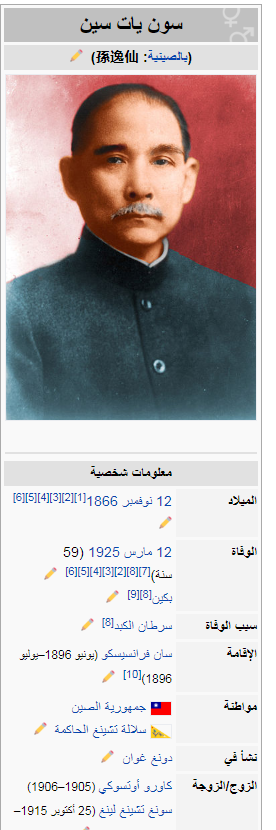 سون يات سين
(بالصينية: 孫逸仙)
معلومات شخصية
الميلاد 12 نوفمبر 1866[1][2][3][4][5][6]
الوفاة 12 مارس 1925 (59
سنة)[7][8][2][3][4][5][6]
بكين[8][9]
سبب الوفاة سرطان الكبد[8]
الإقامة سان فرانسيسكو (يونيو 1896–يوليو
1896)[10]
مواطنة جمهورية الصين
سلالة تشينغ الحاكمة
نشأ في دونغ غوان
الزوج/الزوجة كاورو أوتسوكي (1905–1906)
سونغ تشينغ لينغ (25 أكتوبر 1915–